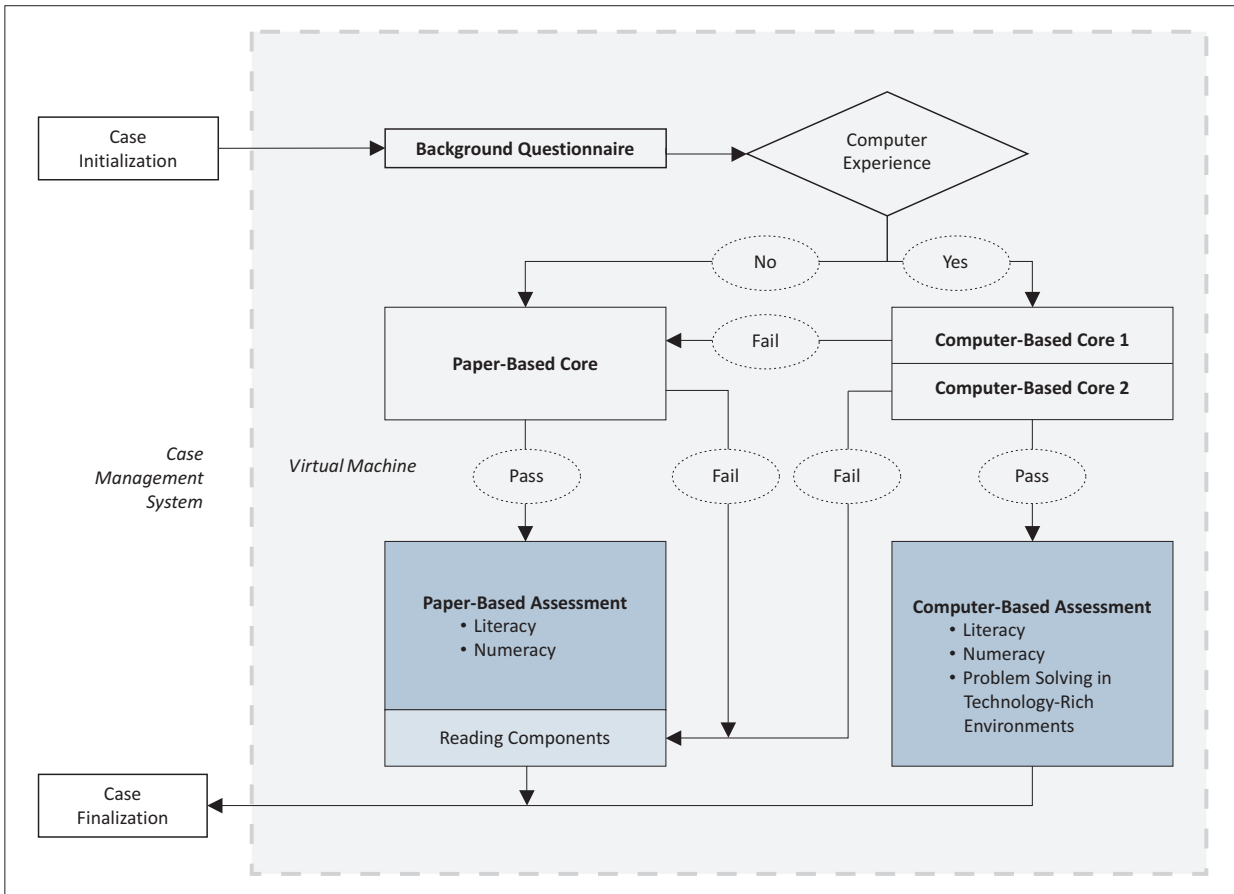 Case
Initialization
Background Questionnaire
Computer
Experience
No
Yes
Paper-Based Core
Fail
Computer-Based Core 1
Computer-Based Core 2
Case
Management
System
Virtual Machine
Pass
Fail
Fail
Pass
Paper-Based Assessment
• Literacy
• Numeracy
Reading Components
Computer-Based Assessment
• Literacy
• Numeracy
• Problem Solving in
Technology-Rich
Environments
Case
Finalization